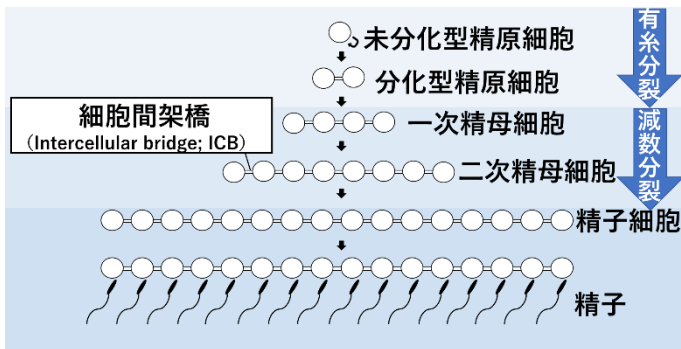 未分化型精原細胞
有糸分裂
分化型精原細胞
細胞間架橋
(Intercellular bridge; ICB)
一次精母細胞
減数分裂
二次精母細胞
精子細胞
精子